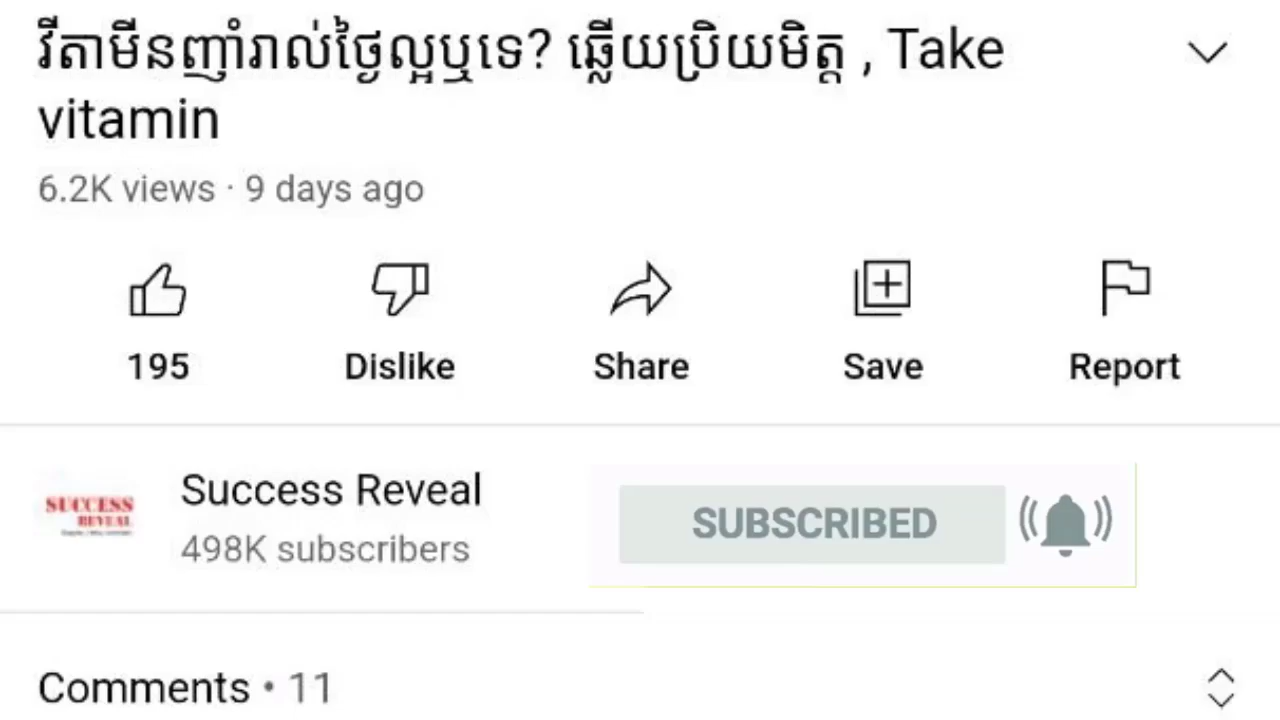 វីតាមីនញាំរាល់ថ្ងៃល្អឬទេ? ឆ្លើយប្រិយមិត្ត , Take
vitamin
6.2K views · 9 days ago
195 Dislike Share Save Report
SUCCESS
REVEAL
Success Reveal
498K subscribers
SUBSCRIBED
Comments • 11